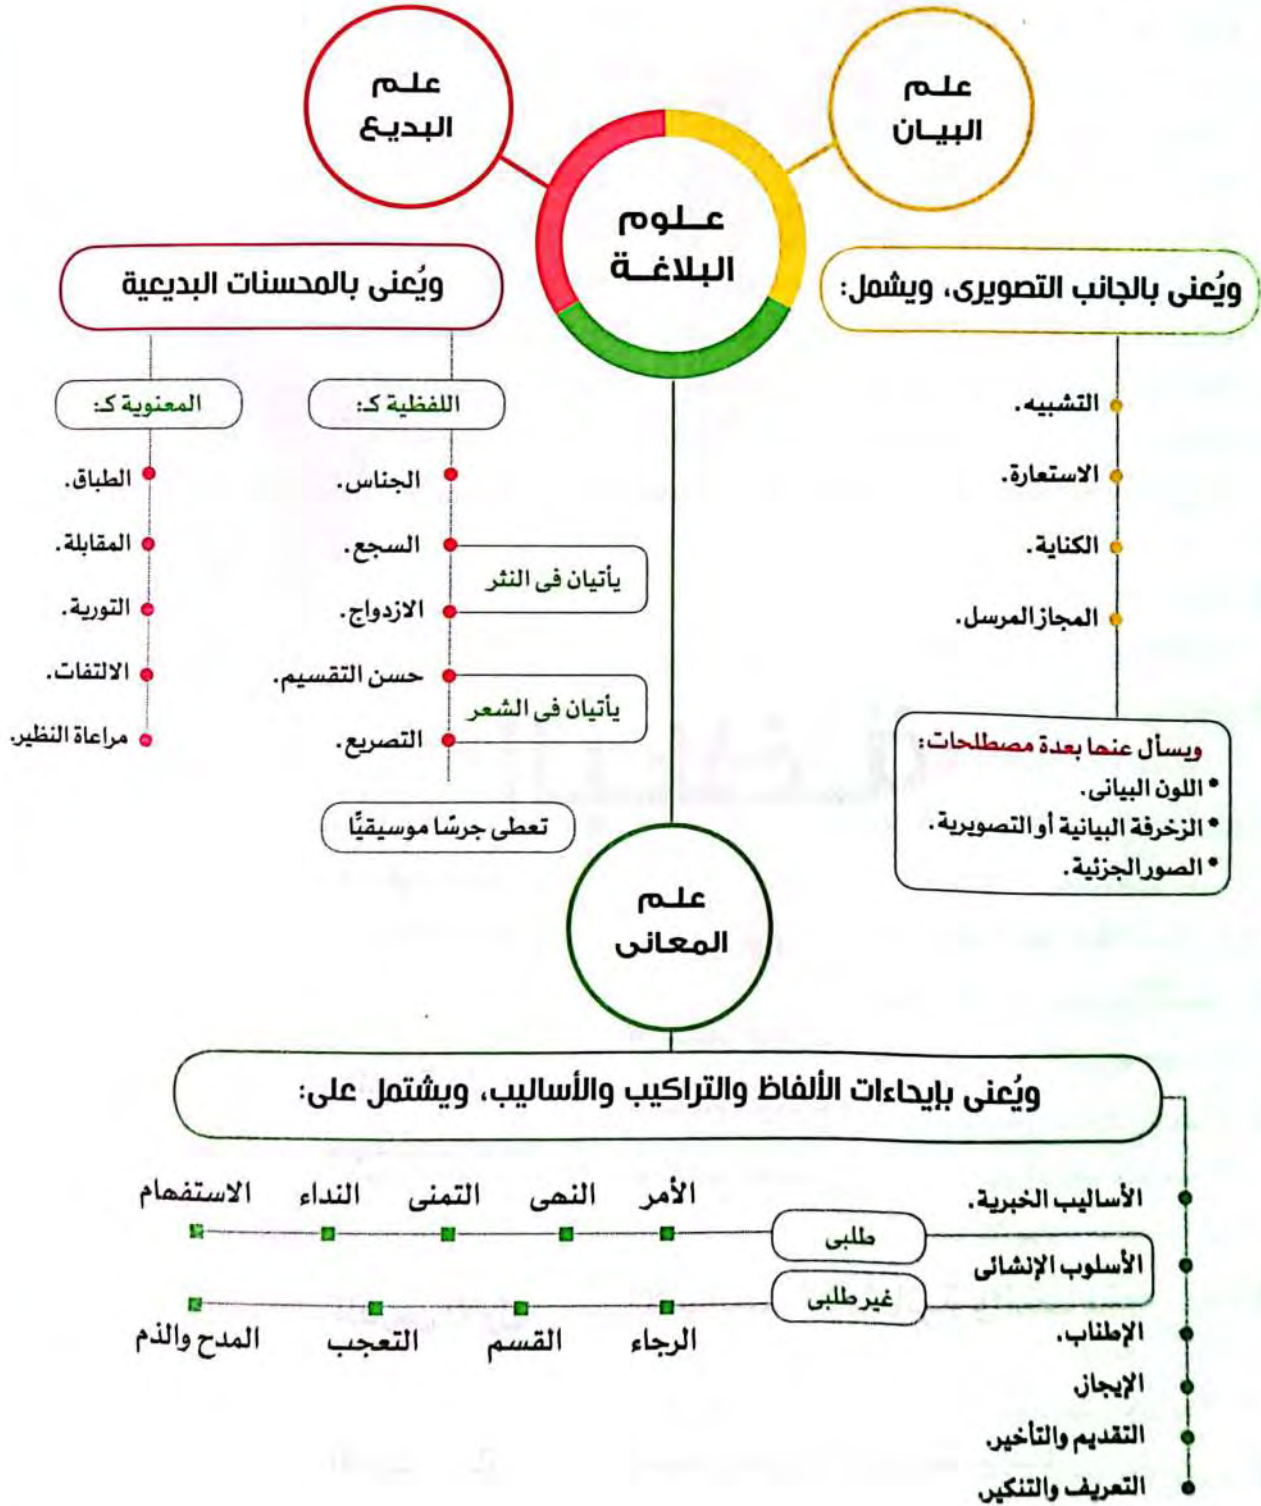 علم
البيان
علم
البديع
علوم
البلاغة
ويُعنى بالجانب التصويرى، ويشمل:
التشبيه.
الاستعارة.
الكناية.
المجاز المرسل.
ويسأل عنها بعدة مصطلحات:
• اللون البيانى.
• الزخرفة البيانية أو التصويرية.
• الصور الجزئية.
ويُعنى بالمحسنات البديعية
اللفظية كـ:
الجناس.
السجع.
يأتيان فى النثر
الازدواج.
حسن التقسيم.
يأتيان فى الشعر
التصريع.
تعطى جرسًا موسيقيًّا
المعنوية كـ:
الطباق.
المقابلة.
التورية.
الالتفات.
مراعاة النظير.
علم
المعانى
ويُعنى بإيحاءات الألفاظ والتراكيب والأساليب، ويشتمل على:
الأساليب الخبرية.
الأسلوب الإنشائى
طلبى
الأمر النهى التمنى النداء الاستفهام
غير طلبى
الرجاء القسم التعجب المدح والذم
الإطناب.
الإيجاز
التقديم والتأخير.
التعريف والتنكير